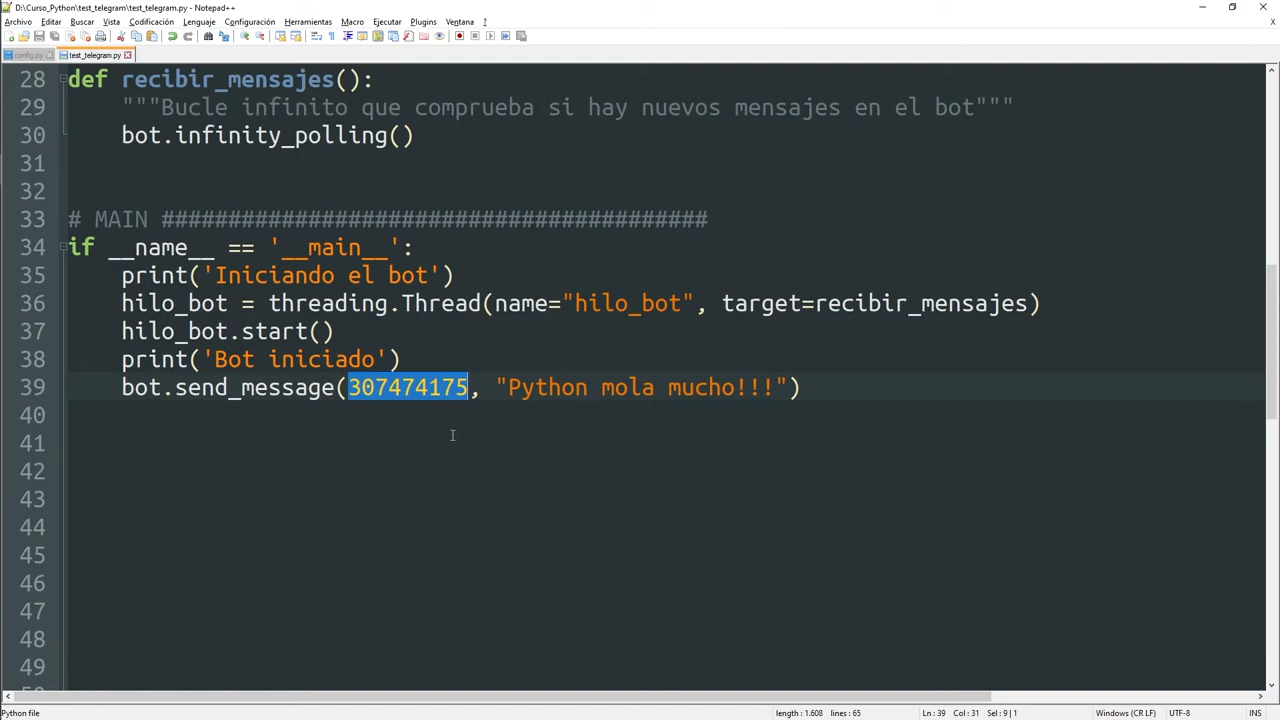 D:\Curso_Python\test_telegram\test_telegram.py - Notepad++
Archivo Editar Buscar Vista Codificación Lenguaje Configuración Herramientas Macro Ejecutar Plugins Ventana ?
config.py test_telegram.py
28 def recibir_mensajes():
29 """Bucle infinito que comprueba si hay nuevos mensajes en el bot"""
30 bot.infinity_polling()
31
32
33 # MAIN #########################################
34 if __name__ == '__main__':
35 print('Iniciando el bot')
36 hilo_bot = threading.Thread(name="hilo_bot", target=recibir_mensajes)
37 hilo_bot.start()
38 print('Bot iniciado')
39 bot.send_message(307474175, "Python mola mucho!!!")
40
41
42
43
44
45
46
47
48
49
Python file length : 1.608 lines : 65 Ln : 39 Col : 31 Sel : 9 | 1 Windows (CR LF) UTF-8 INS